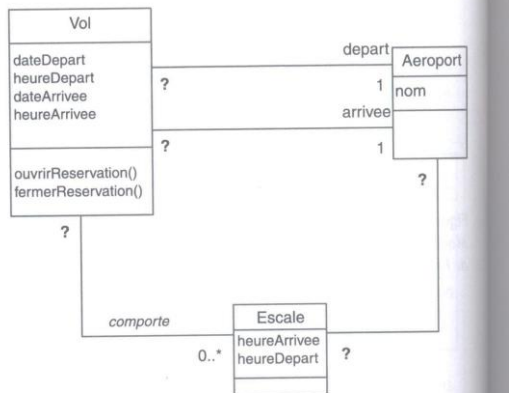 Vol
dateDepart
heureDepart
dateArrivee
heureArrivee
ouvrirReservation()
fermerReservation()
?
depart
1
?
arrivee
1
Aeroport
nom
?
?
comporte
0..*
Escale
heureArrivee
heureDepart
?